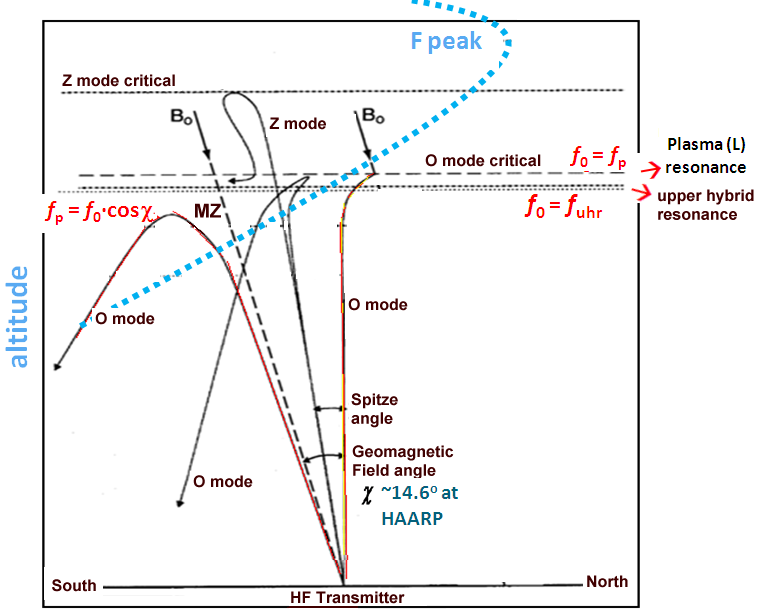 F peak
Z mode critical
Bo
Z mode
Bo
O mode critical
f0 = fp
Plasma (L)
resonance
fp = f0·cosχ
MZ
f0 = fuhr
upper hybrid
resonance
altitude
O mode
O mode
Spitze
angle
Geomagnetic
Field angle
O mode
χ ~14.6o at
HAARP
South
North
HF Transmitter